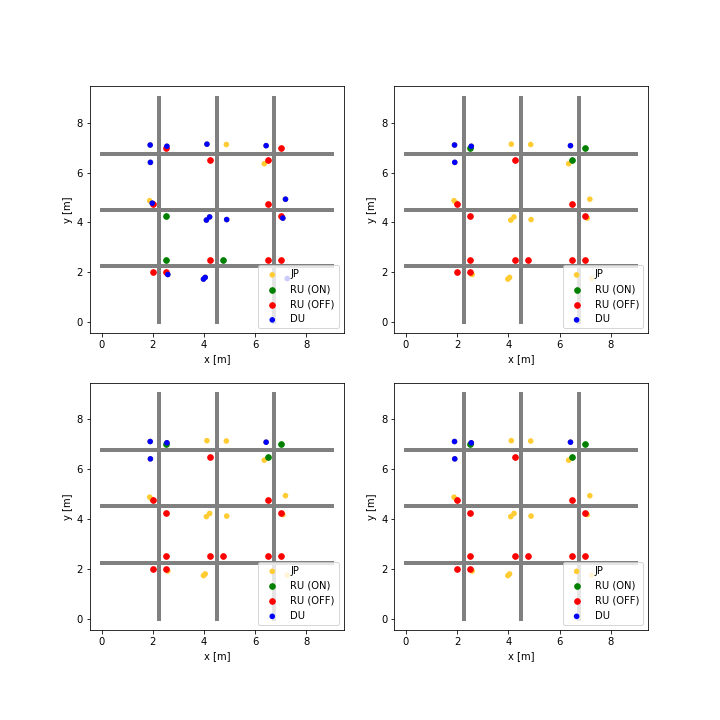 8
6
4
2
0
y [m]
0 2 4 6 8
x [m]
JP
RU (ON)
RU (OFF)
DU
8
6
4
2
0
y [m]
0 2 4 6 8
x [m]
JP
RU (ON)
RU (OFF)
DU
8
6
4
2
0
y [m]
0 2 4 6 8
x [m]
JP
RU (ON)
RU (OFF)
DU
8
6
4
2
0
y [m]
0 2 4 6 8
x [m]
JP
RU (ON)
RU (OFF)
DU